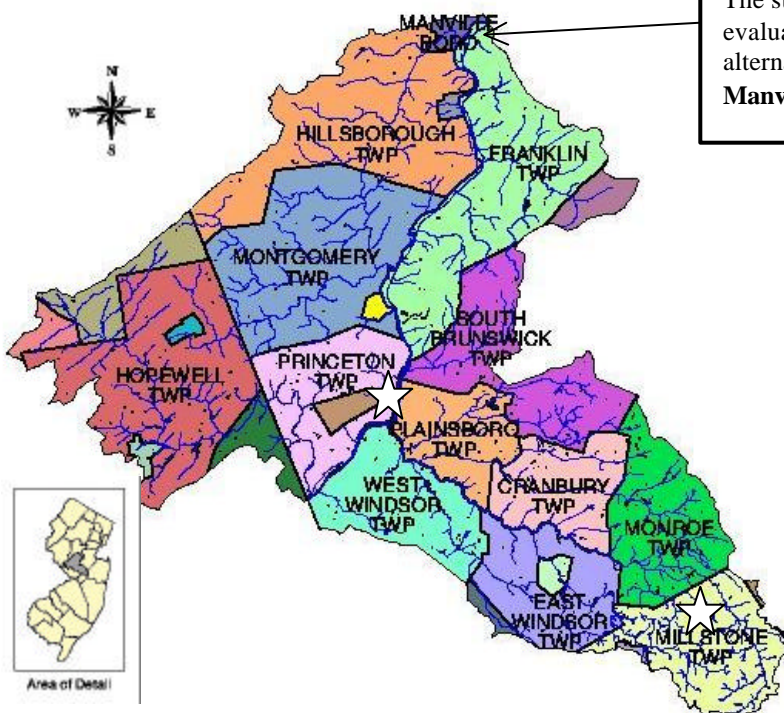 The st
evalua
altern
Manv
MANVILLE
BORO
N
W E
S
HILLSBOROUGH
TWP
FRANKLIN
TWP
MONTGOMERY
TWP
SOUTH
BRUNSWICK
TWP
PRINCETON
TWP
HOPEWELL
TWP
PLAINSBORO
TWP
WEST
WINDSOR
TWP
CRANBURY
TWP
MONROE
TWP
EAST
WINDSOR
TWP
MILLSTONE
TWP
Area of Detail